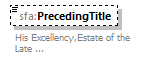 sfa:PrecedingTitle
His Excellency,Estate of the
Late ...